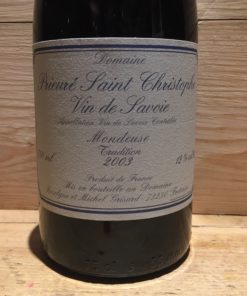 Domaine
Prieuré Saint Christophe
Vin de Savoie
Appellation Vin de Savoie Contrôlée
Mondeuse
Tradition
2003
12 %
Produit de France
Mis en bouteille au Domaine
et Michel Grisard